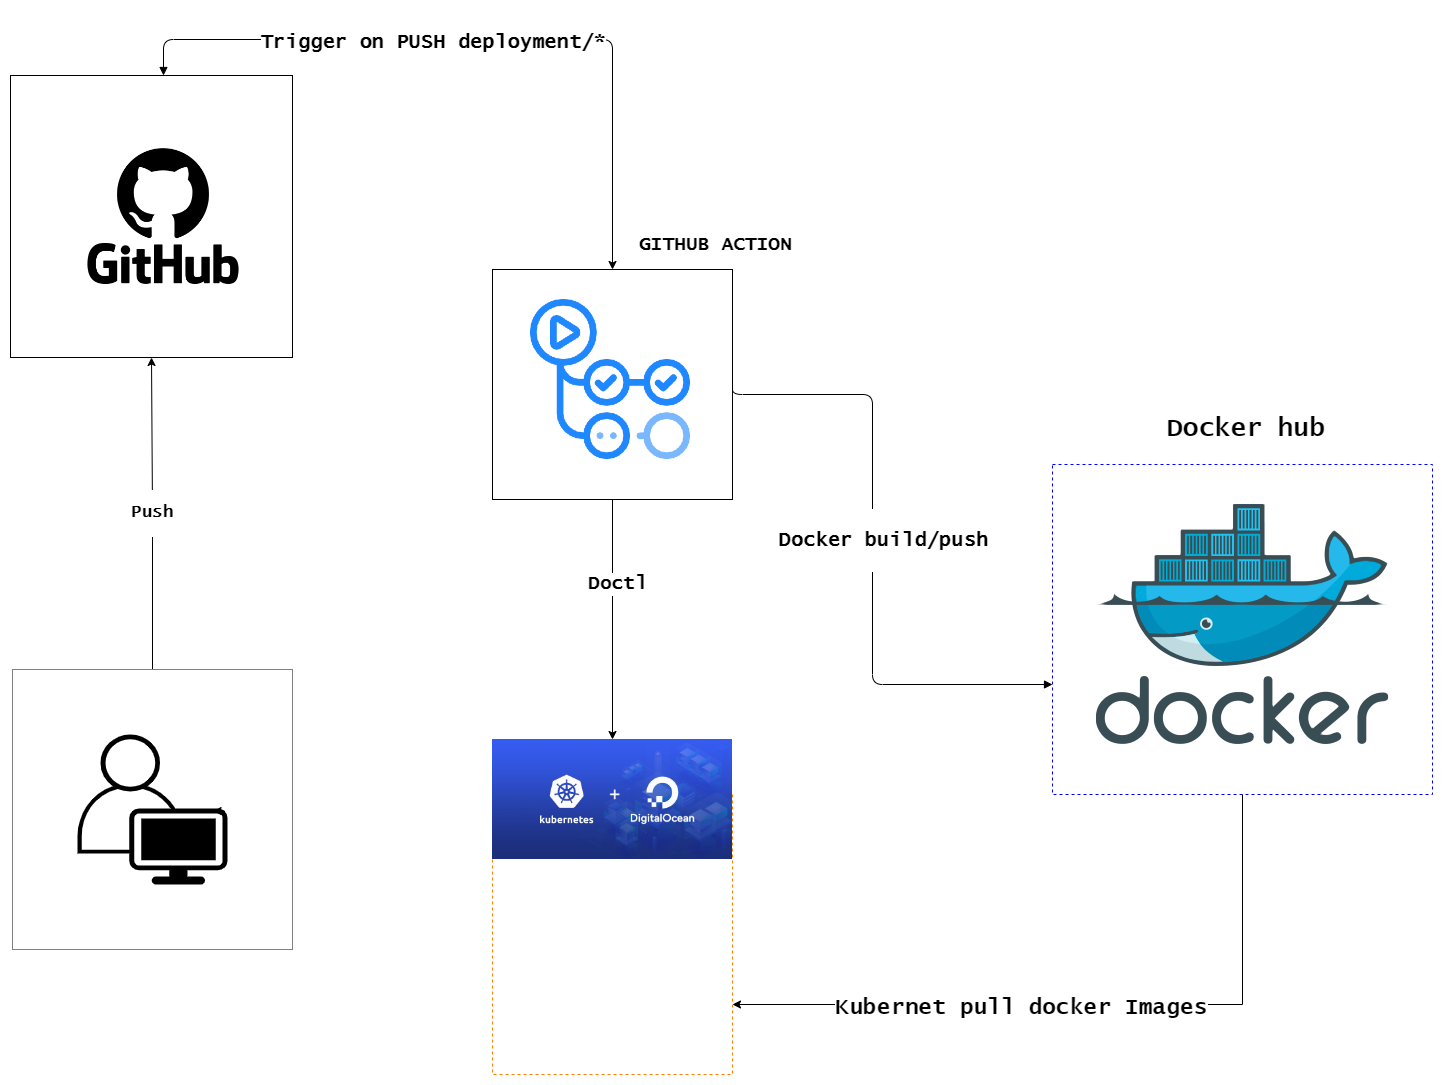 Trigger on PUSH deployment/*
GitHub
GITHUB ACTION
Docker hub
Push
Docker build/push
Doctl
docker
kubernetes
+
DigitalOcean
Kubernet pull docker Images